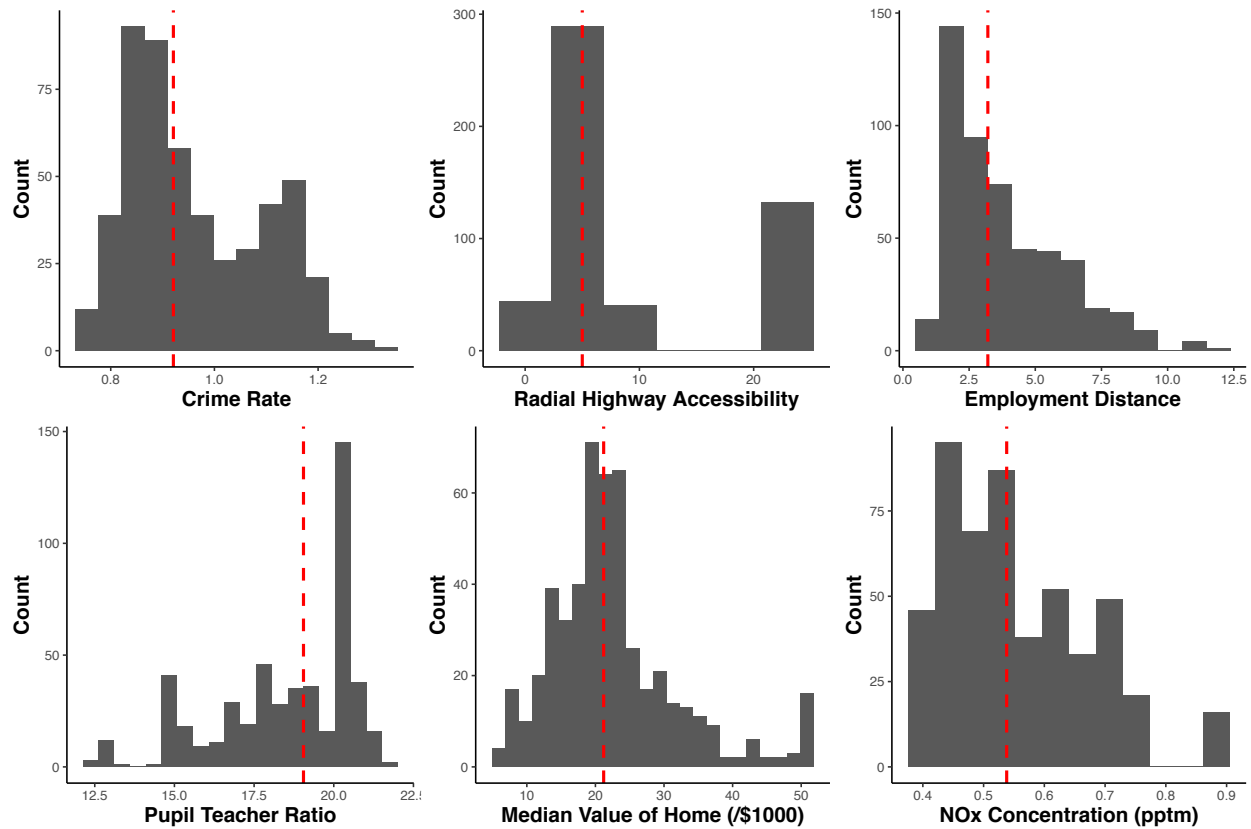 Count
75
50
25
0
0.8 1.0 1.2
Crime Rate
Count
300
200
100
0
0 10 20
Radial Highway Accessibility
Count
150
100
50
0
0.0 2.5 5.0 7.5 10.0 12.5
Employment Distance
Count
150
100
50
0
12.5 15.0 17.5 20.0 22.5
Pupil Teacher Ratio
Count
60
40
20
0
10 20 30 40 50
Median Value of Home (/$1000)
Count
75
50
25
0
0.4 0.5 0.6 0.7 0.8 0.9
NOx Concentration (pptm)